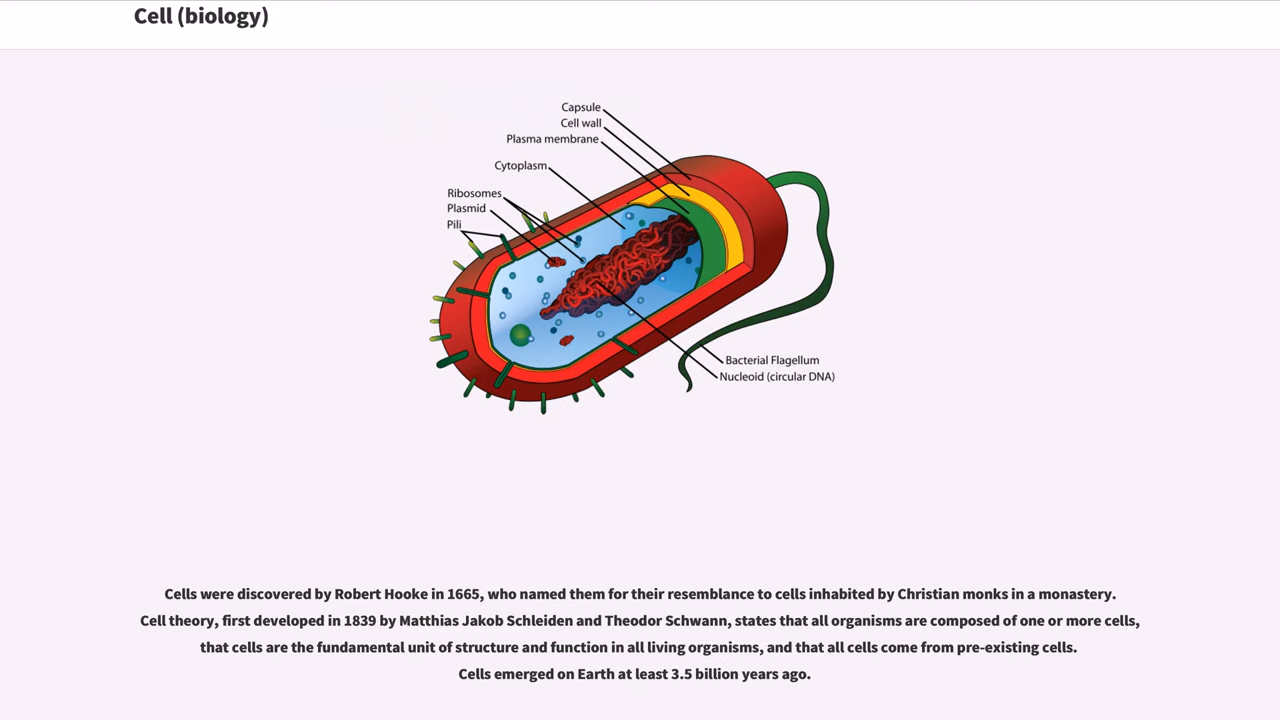 Cell (biology)
Capsule
Cell wall
Plasma membrane
Cytoplasm
Ribosomes
Plasmid
Pili
Bacterial Flagellum
Nucleoid (circular DNA)
Cells were discovered by Robert Hooke in 1665, who named them for their resemblance to cells inhabited by Christian monks in a monastery.
Cell theory, first developed in 1839 by Matthias Jakob Schleiden and Theodor Schwann, states that all organisms are composed of one or more cells,
that cells are the fundamental unit of structure and function in all living organisms, and that all cells come from pre-existing cells.
Cells emerged on Earth at least 3.5 billion years ago.